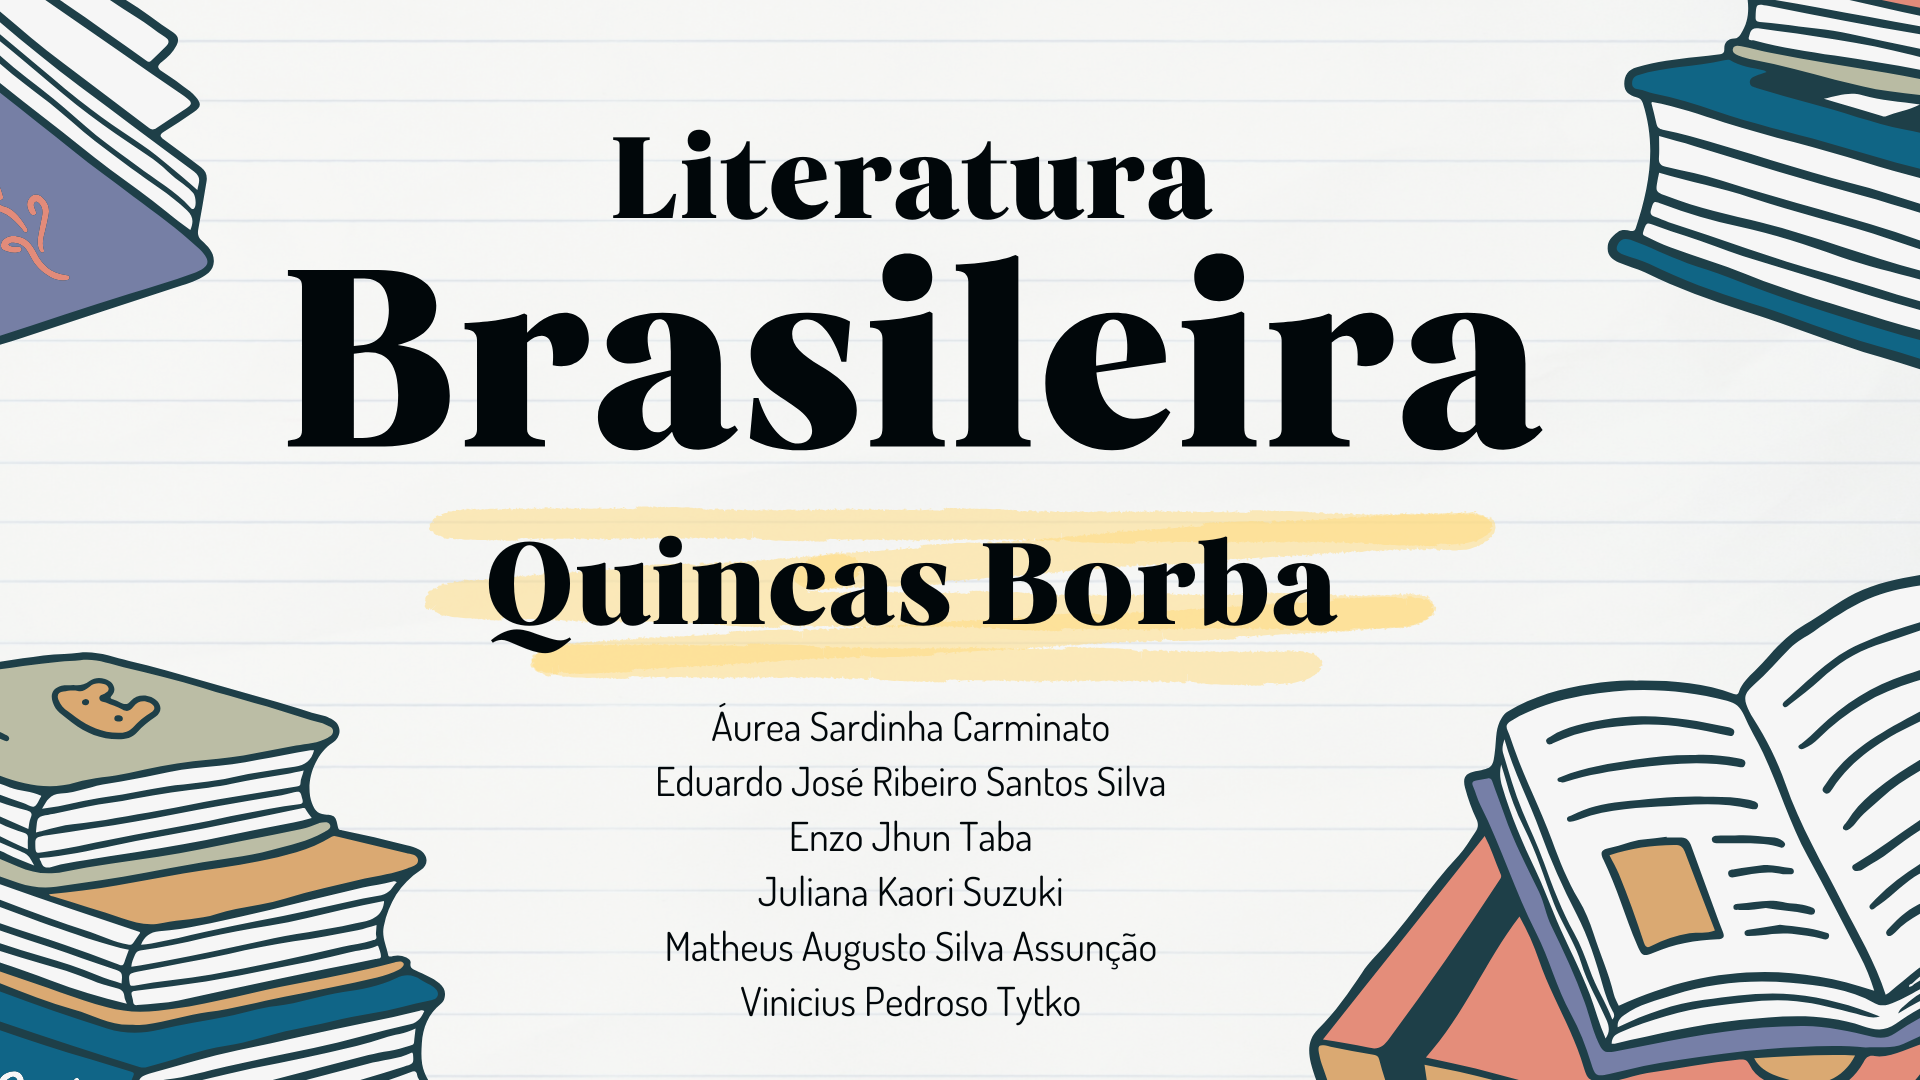 Literatura
Brasileira
Quincas Borba
Áurea Sardinha Carminato
Eduardo José Ribeiro Santos Silva
Enzo Jhun Taba
Juliana Kaori Suzuki
Matheus Augusto Silva Assunção
Vinicius Pedroso Tytko